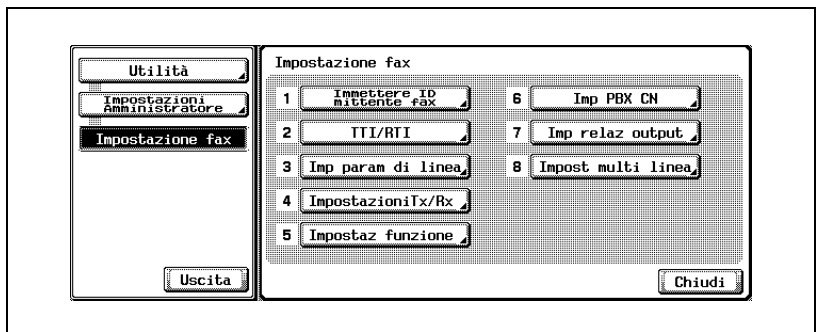 Utilità
Impostazioni
Amministratore
Impostazione fax
Uscita
Impostazione fax
1 Immettere ID
mittente fax
2 TTI/RTI
3 Imp param di linea
4 ImpostazioniTx/Rx
5 Impostaz funzione
6 Imp PBX CN
7 Imp relaz output
8 Impost multi linea
Chiudi